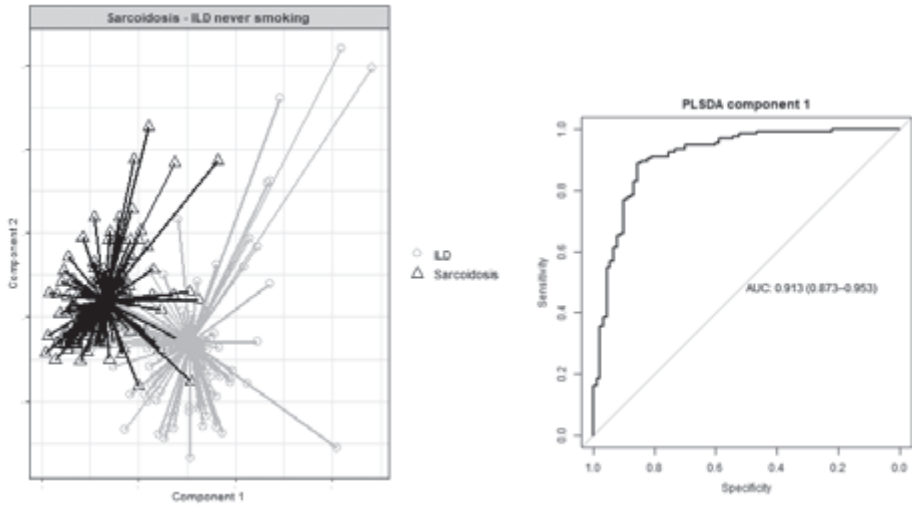 Sarcoidosis - ILD never smoking
Component 2
Component 1
ILD
Sarcoidosis
PLSDA component 1
Sensitivity
1.0
0.8
0.6
0.4
0.2
0.0
AUC: 0.913 (0.873–0.953)
1.0 0.8 0.6 0.4 0.2 0.0
Specificity